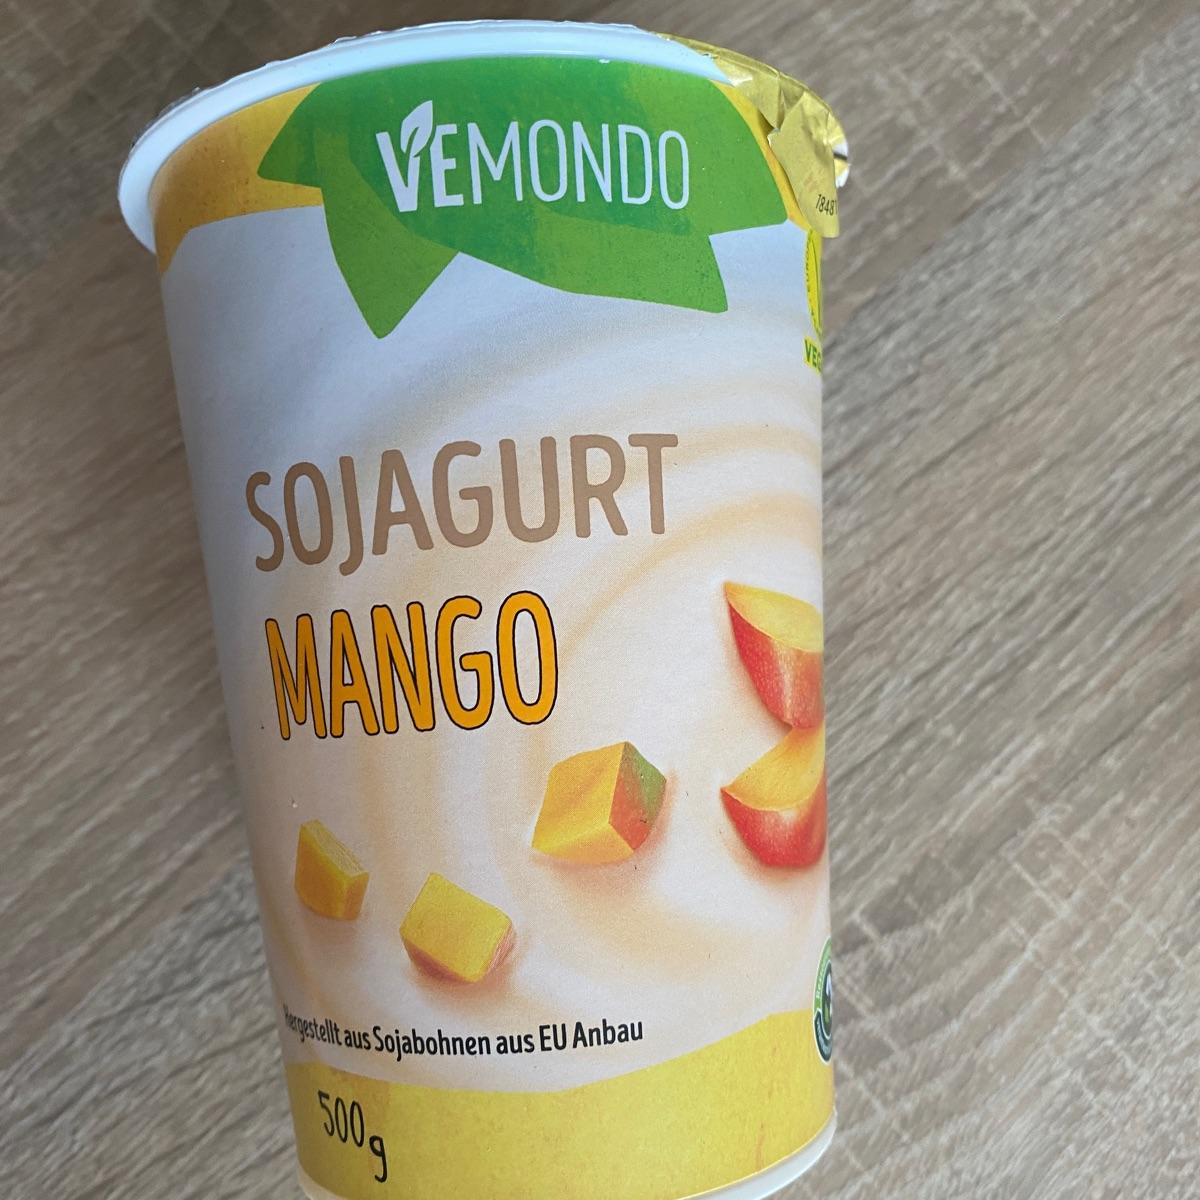 VEMONDO
SOJAGURT
MANGO
Hergestellt aus Sojabohnen aus EU Anbau
500g